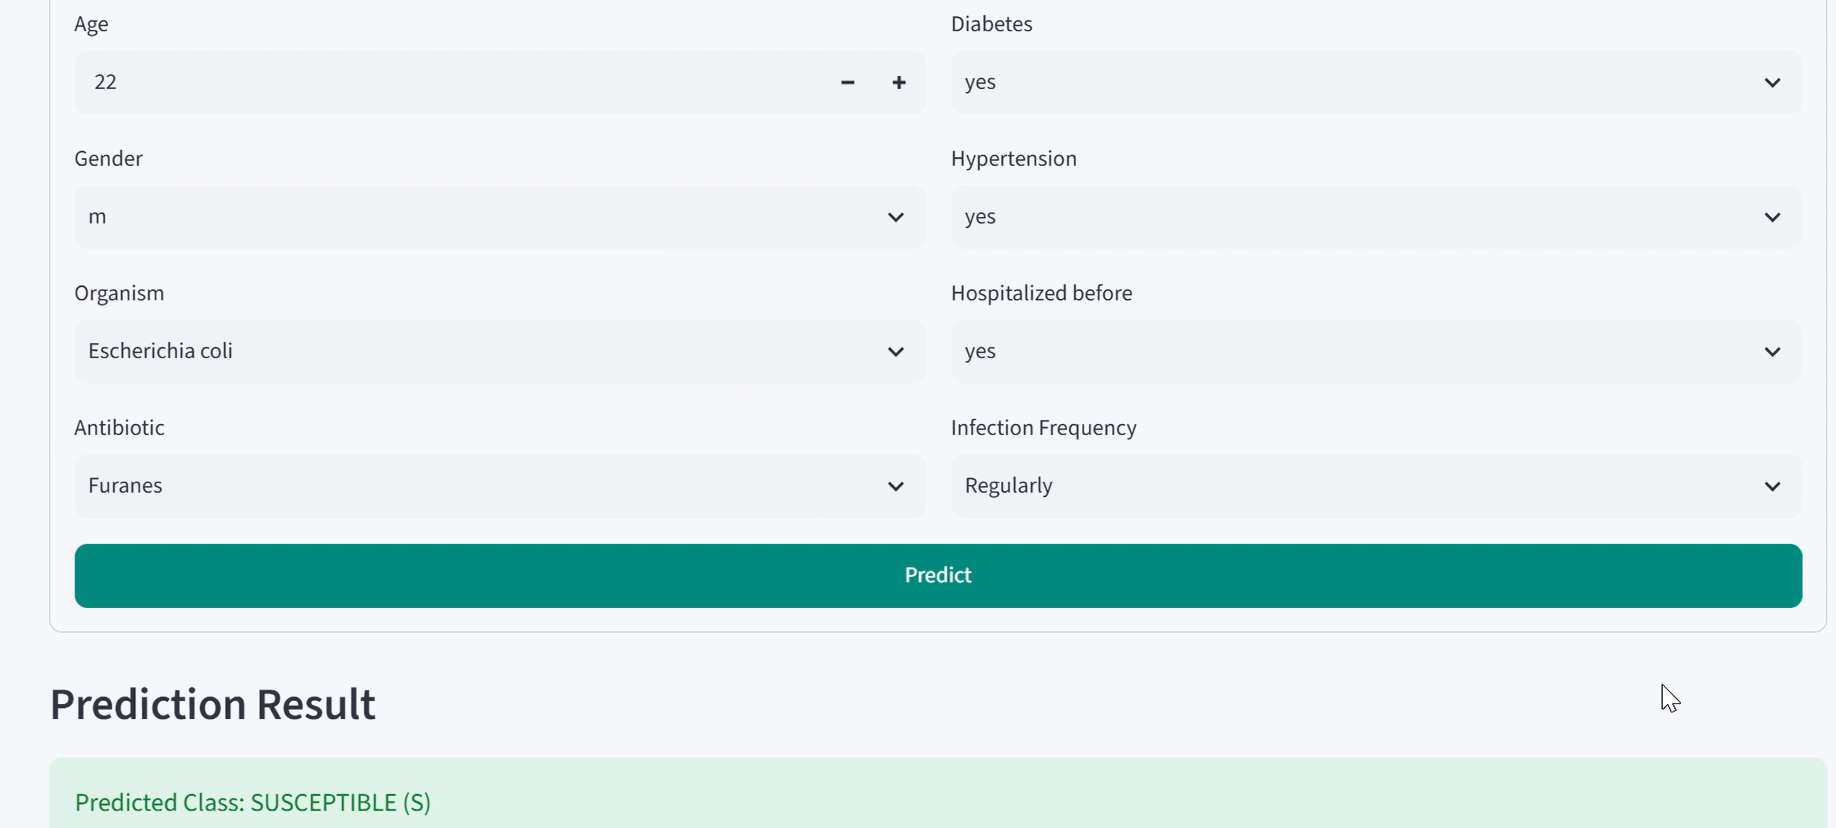 Age
22
Diabetes
yes
Gender
m
Hypertension
yes
Organism
Escherichia coli
Hospitalized before
yes
Antibiotic
Furanes
Infection Frequency
Regularly
Predict
Prediction Result
Predicted Class: SUSCEPTIBLE (S)